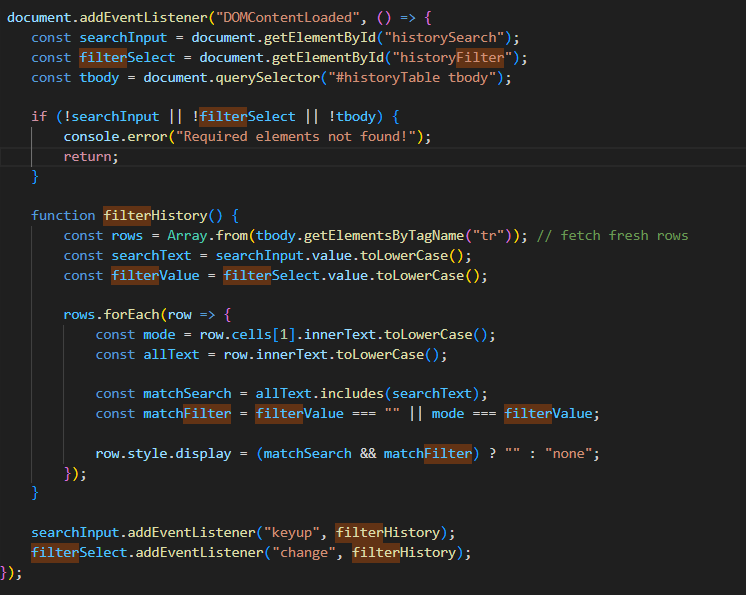 document.addEventListener("DOMContentLoaded", () => {
    const searchInput = document.getElementById("historySearch");
    const filterSelect = document.getElementById("historyFilter");
    const tbody = document.querySelector("#historyTable tbody");

    if (!searchInput || !filterSelect || !tbody) {
        console.error("Required elements not found!");
        return;
    }

    function filterHistory() {
        const rows = Array.from(tbody.getElementsByTagName("tr")); // fetch fresh rows
        const searchText = searchInput.value.toLowerCase();
        const filterValue = filterSelect.value.toLowerCase();

        rows.forEach(row => {
            const mode = row.cells[1].innerText.toLowerCase();
            const allText = row.innerText.toLowerCase();

            const matchSearch = allText.includes(searchText);
            const matchFilter = filterValue === "" || mode === filterValue;

            row.style.display = (matchSearch && matchFilter) ? "" : "none";
        });
    }

    searchInput.addEventListener("keyup", filterHistory);
    filterSelect.addEventListener("change", filterHistory);
});